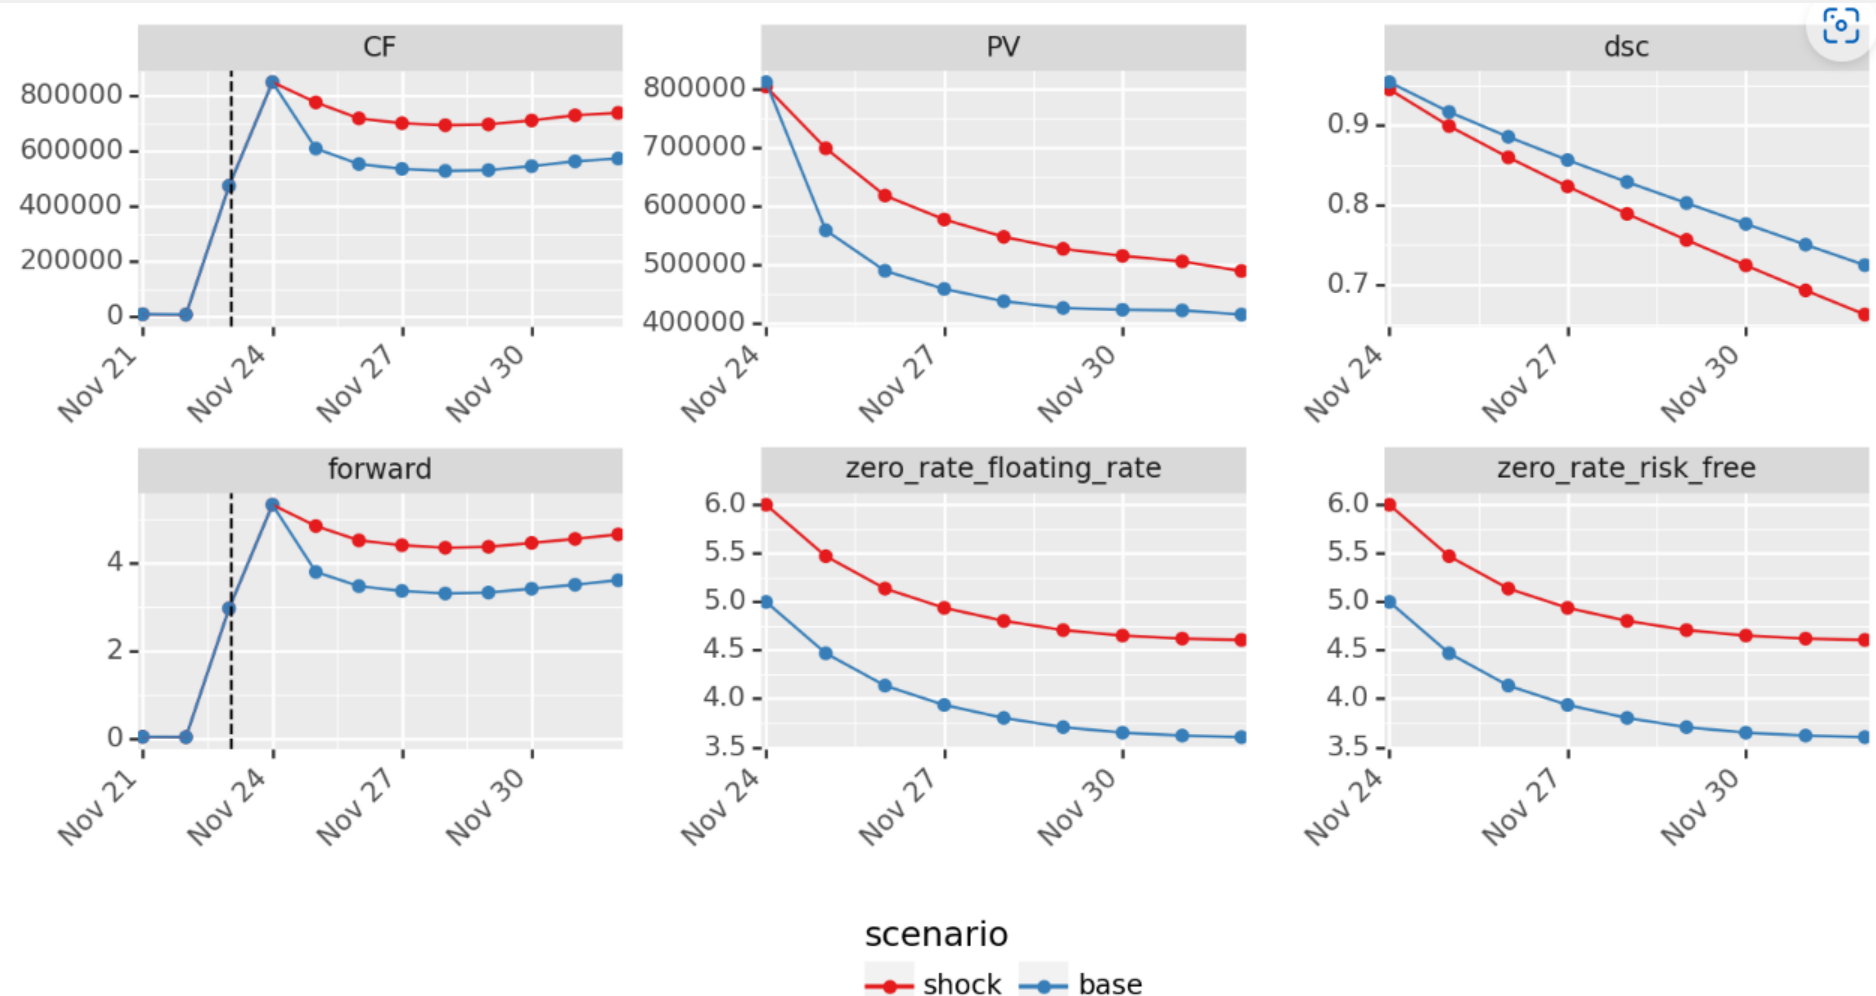 CF
800000
600000
400000
200000
0
Nov 21
Nov 24
Nov 27
Nov 30
PV
800000
700000
600000
500000
400000
Nov 24
Nov 27
Nov 30
dsc
0.9
0.8
0.7
Nov 24
Nov 27
Nov 30
forward
4
2
0
Nov 21
Nov 24
Nov 27
Nov 30
zero_rate_floating_rate
6.0
5.5
5.0
4.5
4.0
3.5
Nov 24
Nov 27
Nov 30
zero_rate_risk_free
6.0
5.5
5.0
4.5
4.0
3.5
Nov 24
Nov 27
Nov 30
scenario
shock base